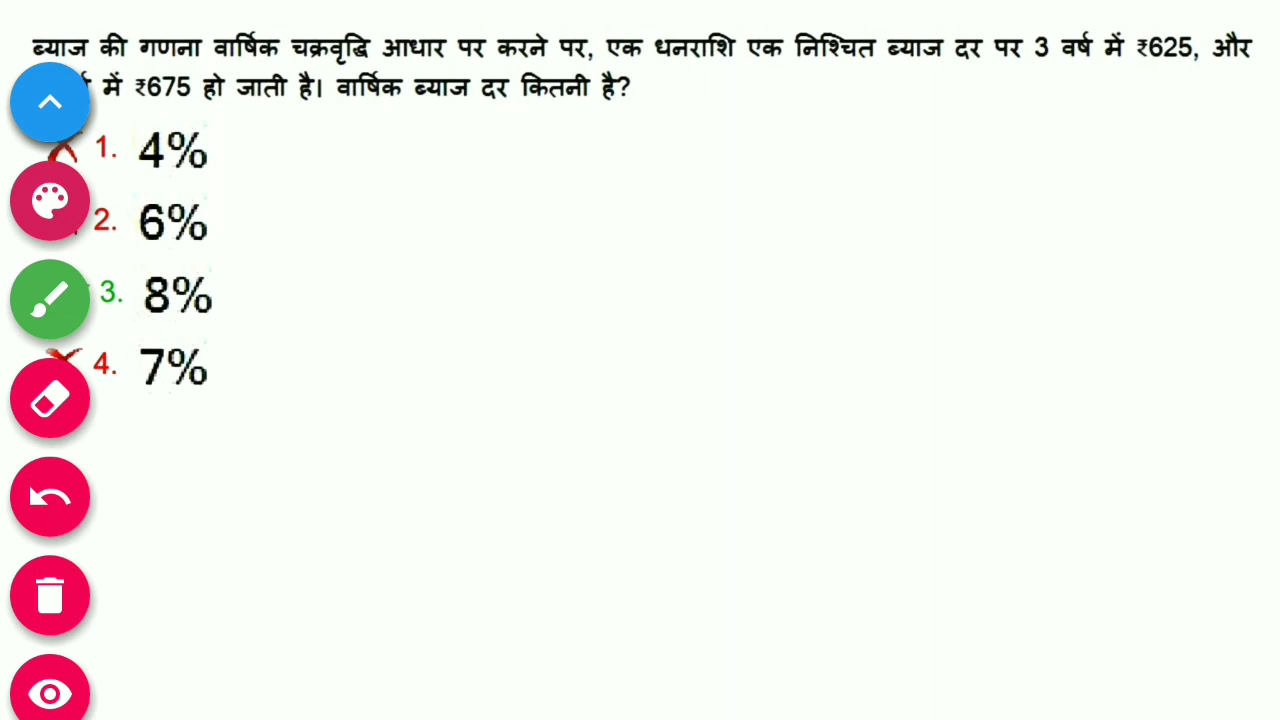 ब्याज की गणना वार्षिक चक्रवृद्धि आधार पर करने पर, एक धनराशि एक निश्चित ब्याज दर पर 3 वर्ष में ₹625, और
में ₹675 हो जाती है। वार्षिक ब्याज दर कितनी है?
1. 4%
2. 6%
3. 8%
4. 7%